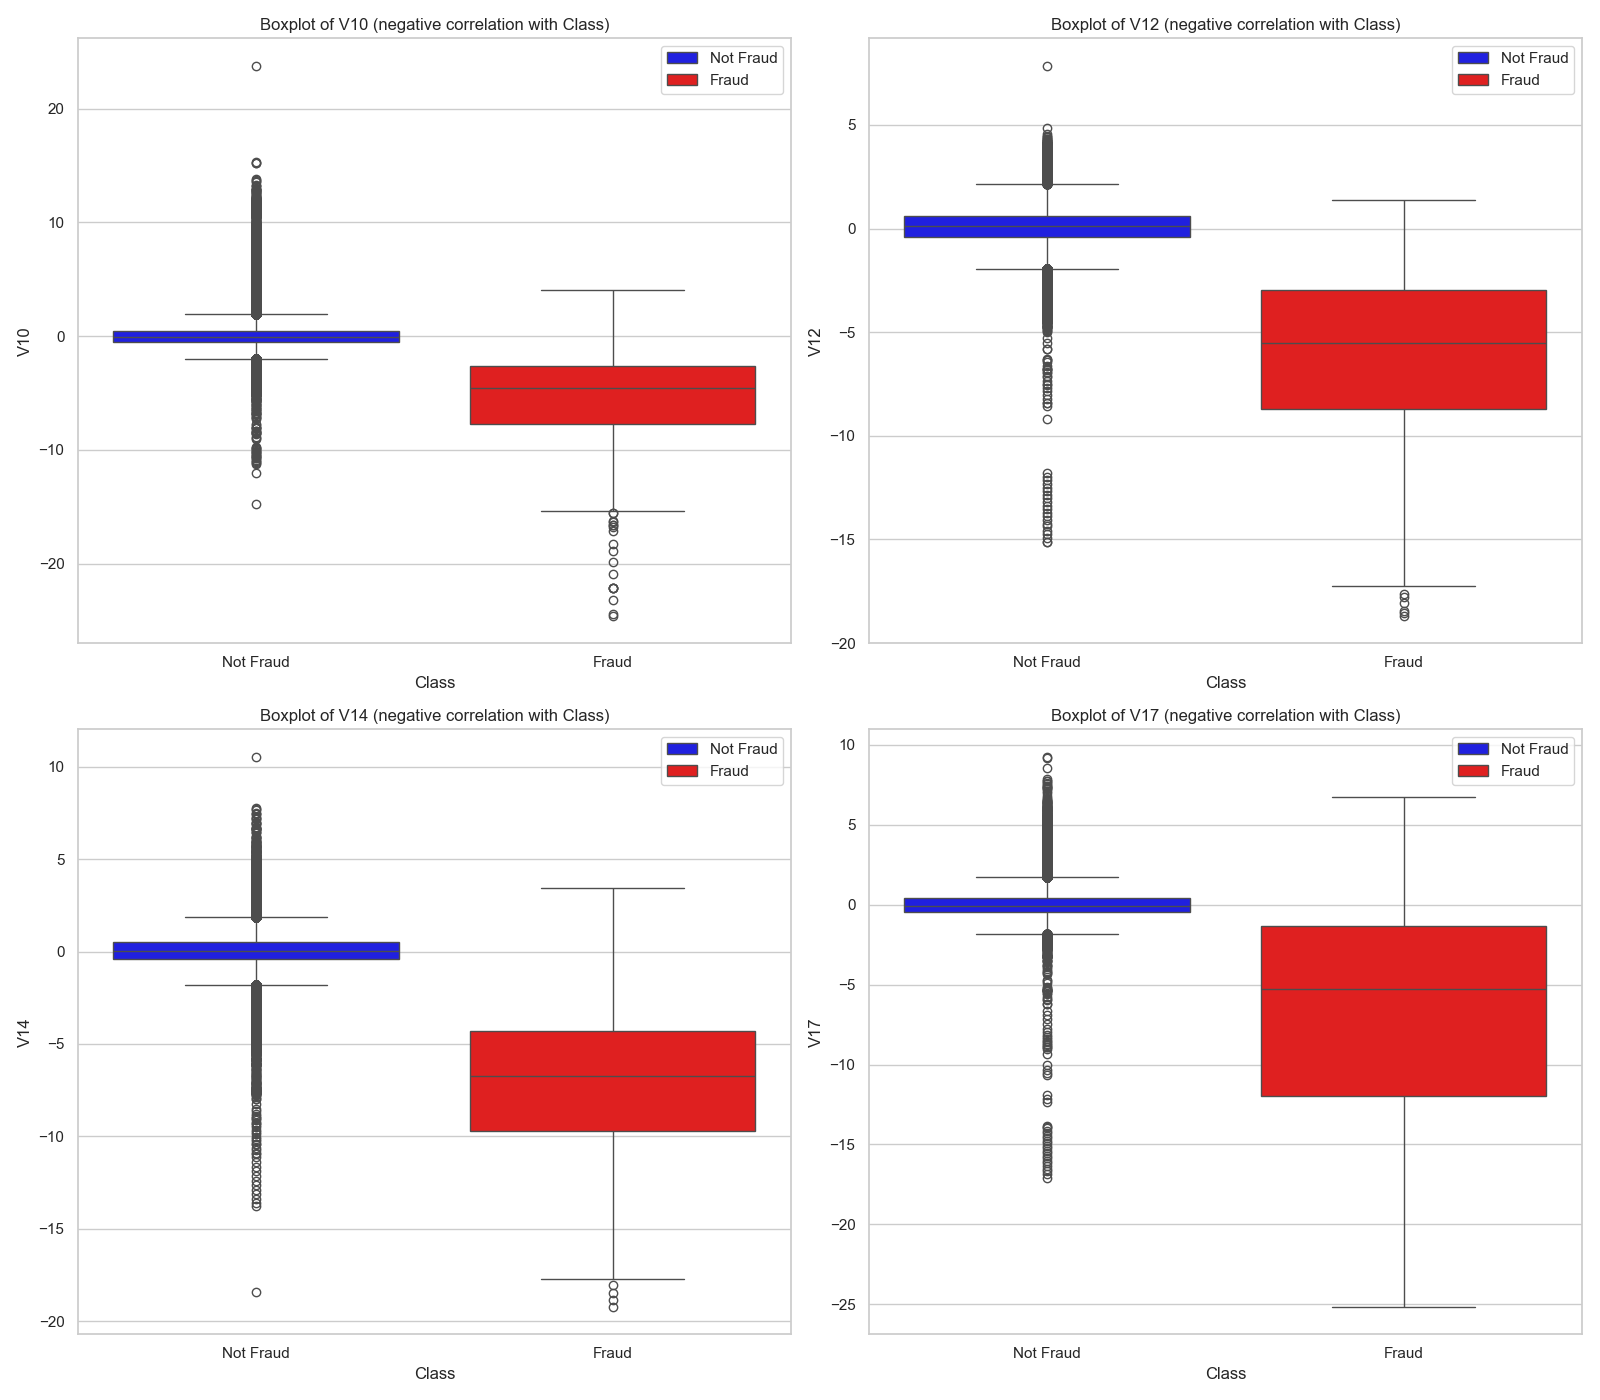 Boxplot of V10 (negative correlation with Class)
Not Fraud
Fraud
20
10
0
−10
−20
V10
Not Fraud
Fraud
Class
Boxplot of V12 (negative correlation with Class)
Not Fraud
Fraud
5
0
−5
−10
−15
−20
V12
Not Fraud
Fraud
Class
Boxplot of V14 (negative correlation with Class)
Not Fraud
Fraud
10
5
0
−5
−10
−15
−20
V14
Not Fraud
Fraud
Class
Boxplot of V17 (negative correlation with Class)
Not Fraud
Fraud
10
5
0
−5
−10
−15
−20
−25
V17
Not Fraud
Fraud
Class